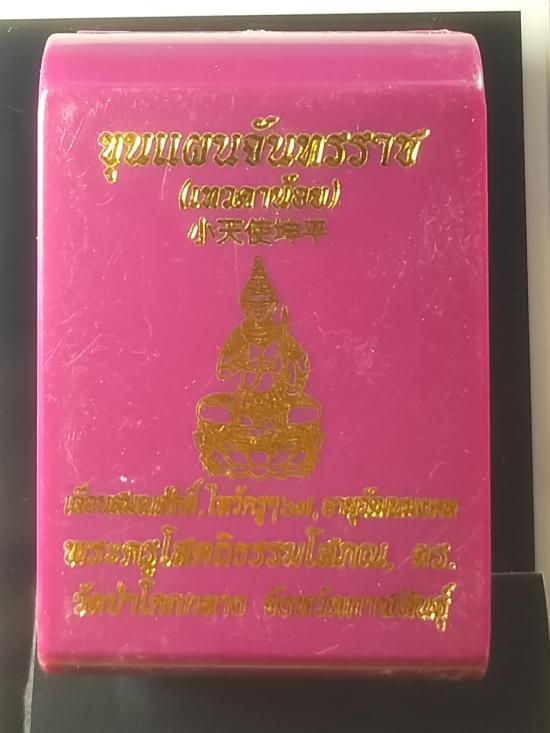 ขุนแผนจันทรราช
(เทวดาน้อย)
小天使坤平
เลื่อนสมณศักดิ์, ไหว้ครู ๖๗, อายุวัฒนมงคล
พระครูโสตถิธรรมโสภณ, ดร.
วัดป่าโคกกลาง จังหวัดกาฬสินธุ์